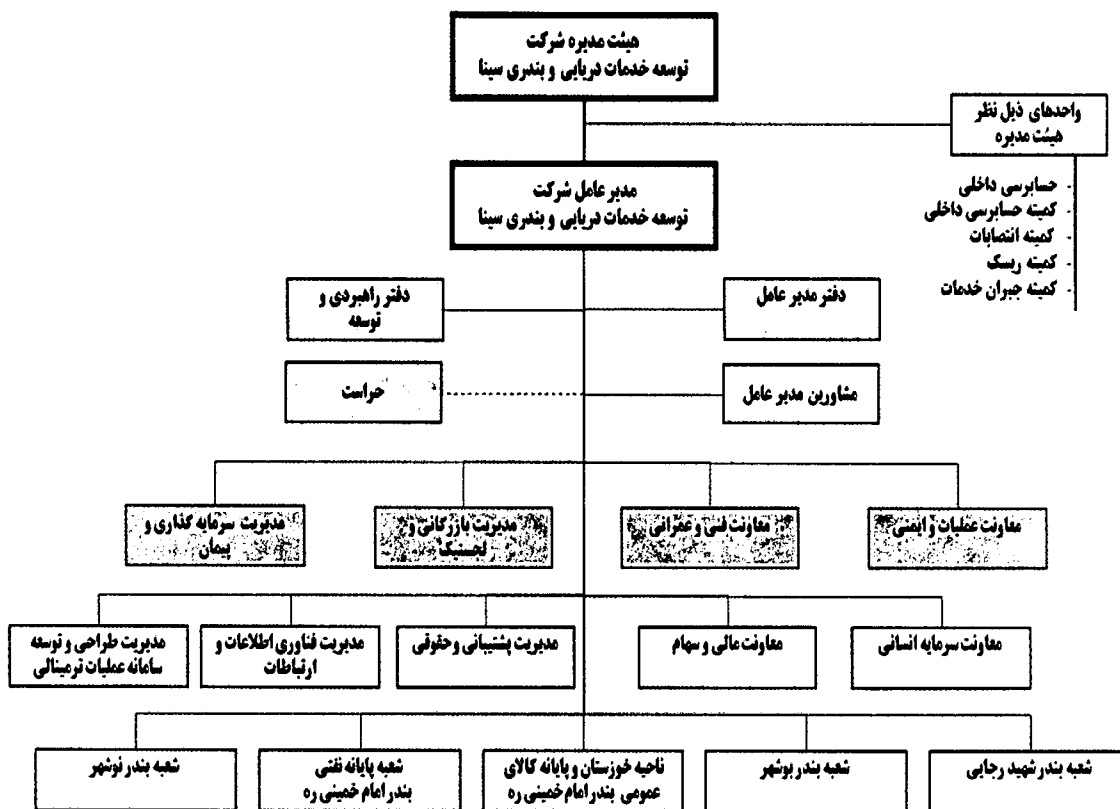 هیئت مدیره شرکت
توسعه خدمات دریایی و بندری سینا
واحدهای ذیل نظر
هیئت مدیره
- حسابرسی داخلی
- کمیته حسابرسی داخلی
- کمیته انتصابات
- کمیته ریسک
- کمیته جبران خدمات
مدیر عامل شرکت
توسعه خدمات دریایی و بندری سینا
دفتر مدیر عامل
دفتر راهبردی و
توسعه
مشاورین مدیر عامل
حراست
معاونت عملیات و ایمنی
معاونت فنی و عمرانی
مدیریت بازرگانی و
لجستیک
مدیریت سرمایه گذاری و
پیمان
معاونت سرمایه انسانی
معاونت مالی و سهام
مدیریت پشتیبانی و حقوقی
مدیریت فناوری اطلاعات و
ارتباطات
مدیریت طراحی و توسعه
سامانه عملیات ترمینالی
شعبه بندر شهید رجایی
شعبه بندر بوشهر
ناحیه خوزستان و پایانه کالای
عمومی بندر امام خمینی ره
شعبه پایانه نفتی
بندر امام خمینی ره
شعبه بندر نوشهر